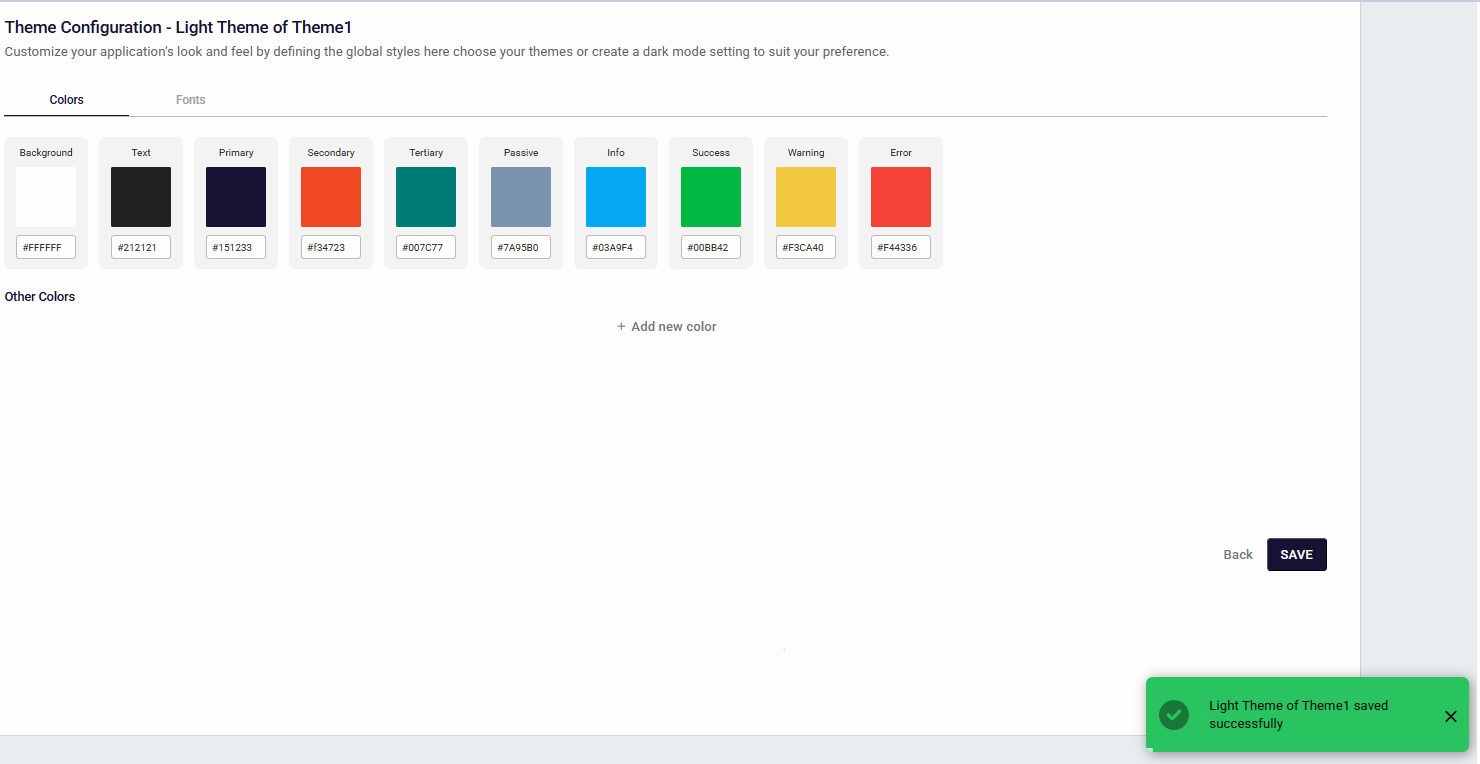 Theme Configuration - Light Theme of Theme1
Customize your application's look and feel by defining the global styles here choose your themes or create a dark mode setting to suit your preference.
Colors Fonts
Background Text Primary Secondary Tertiary Passive Info Success Warning Error
#FFFFFF #212121 #151233 #f34723 #007C77 #7A95B0 #03A9F4 #00BB42 #F3CA40 #F44336
Other Colors
+ Add new color
Back SAVE
Light Theme of Theme1 saved
successfully